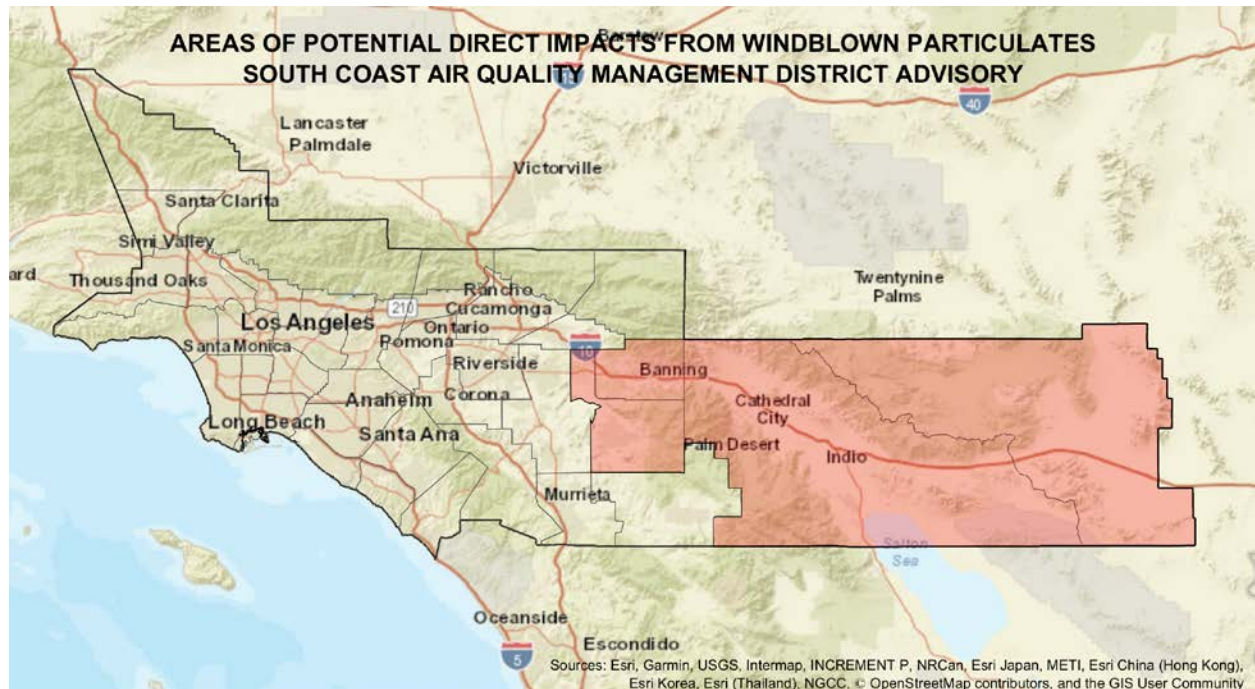 AREAS OF POTENTIAL DIRECT IMPACTS FROM WINDBLOWN PARTICULATES
Barstow
SOUTH COAST AIR QUALITY MANAGEMENT DISTRICT ADVISORY
15
40
Lancaster
Palmdale
Victorville
Santa Clarita
Simi Valley
ard
Thousand Oaks
Twentynine
Palms
Rancho
Cucamonga
210
Los Angeles
Ontario
Santa Monica
Pomona
10
Riverside
Banning
Anaheim
Corona
Cathedral
City
Long Beach
Santa Ana
Palm Desert
Indio
Murrieta
Salton
Sea
Oceanside
Escondido
5
Sources: Esri, Garmin, USGS, Intermap, INCREMENT P, NRCan, Esri Japan, METI, Esri China (Hong Kong),
Esri Korea, Esri (Thailand), NGCC, © OpenStreetMap contributors, and the GIS User Community